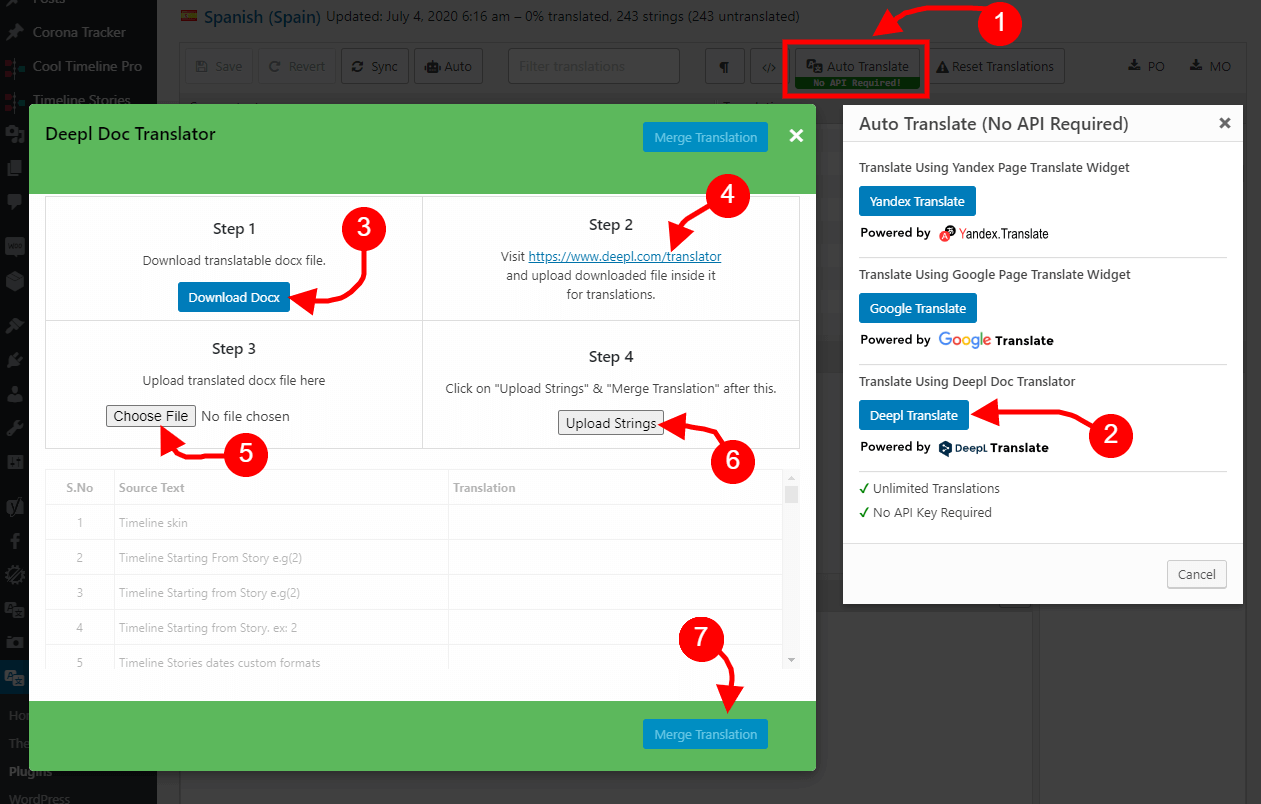 Posts
Corona Tracker
Cool Timeline Pro
Timeline Stories
Spanish (Spain) Updated: July 4, 2020 6:16 am – 0% translated, 243 strings (243 untranslated)
1
Save
Revert
Sync
Auto
Filter translations
¶
</>
Auto Translate
No API Required!
Reset Translations
PO
MO
Deepl Doc Translator
Merge Translation
×
Step 1
Download translatable docx file.
Download Docx
3
Step 2
Visit https://www.deepl.com/translator
and upload downloaded file inside it
for translations.
4
Step 3
Upload translated docx file here
Choose File No file chosen
5
Step 4
Click on "Upload Strings" & "Merge Translation" after this.
Upload Strings
6
S.No Source Text Translation
1 Timeline skin
2 Timeline Starting From Story e.g(2)
3 Timeline Starting from Story e.g(2)
4 Timeline Starting from Story. ex: 2
5 Timeline Stories dates custom formats
7
Merge Translation
Auto Translate (No API Required)
×
Translate Using Yandex Page Translate Widget
Yandex Translate
Powered by Yandex.Translate
Translate Using Google Page Translate Widget
Google Translate
Powered by Google Translate
Translate Using Deepl Doc Translator
Deepl Translate
2
Powered by DeepL Translate
✓ Unlimited Translations
✓ No API Key Required
Cancel
Plugins
WordPress